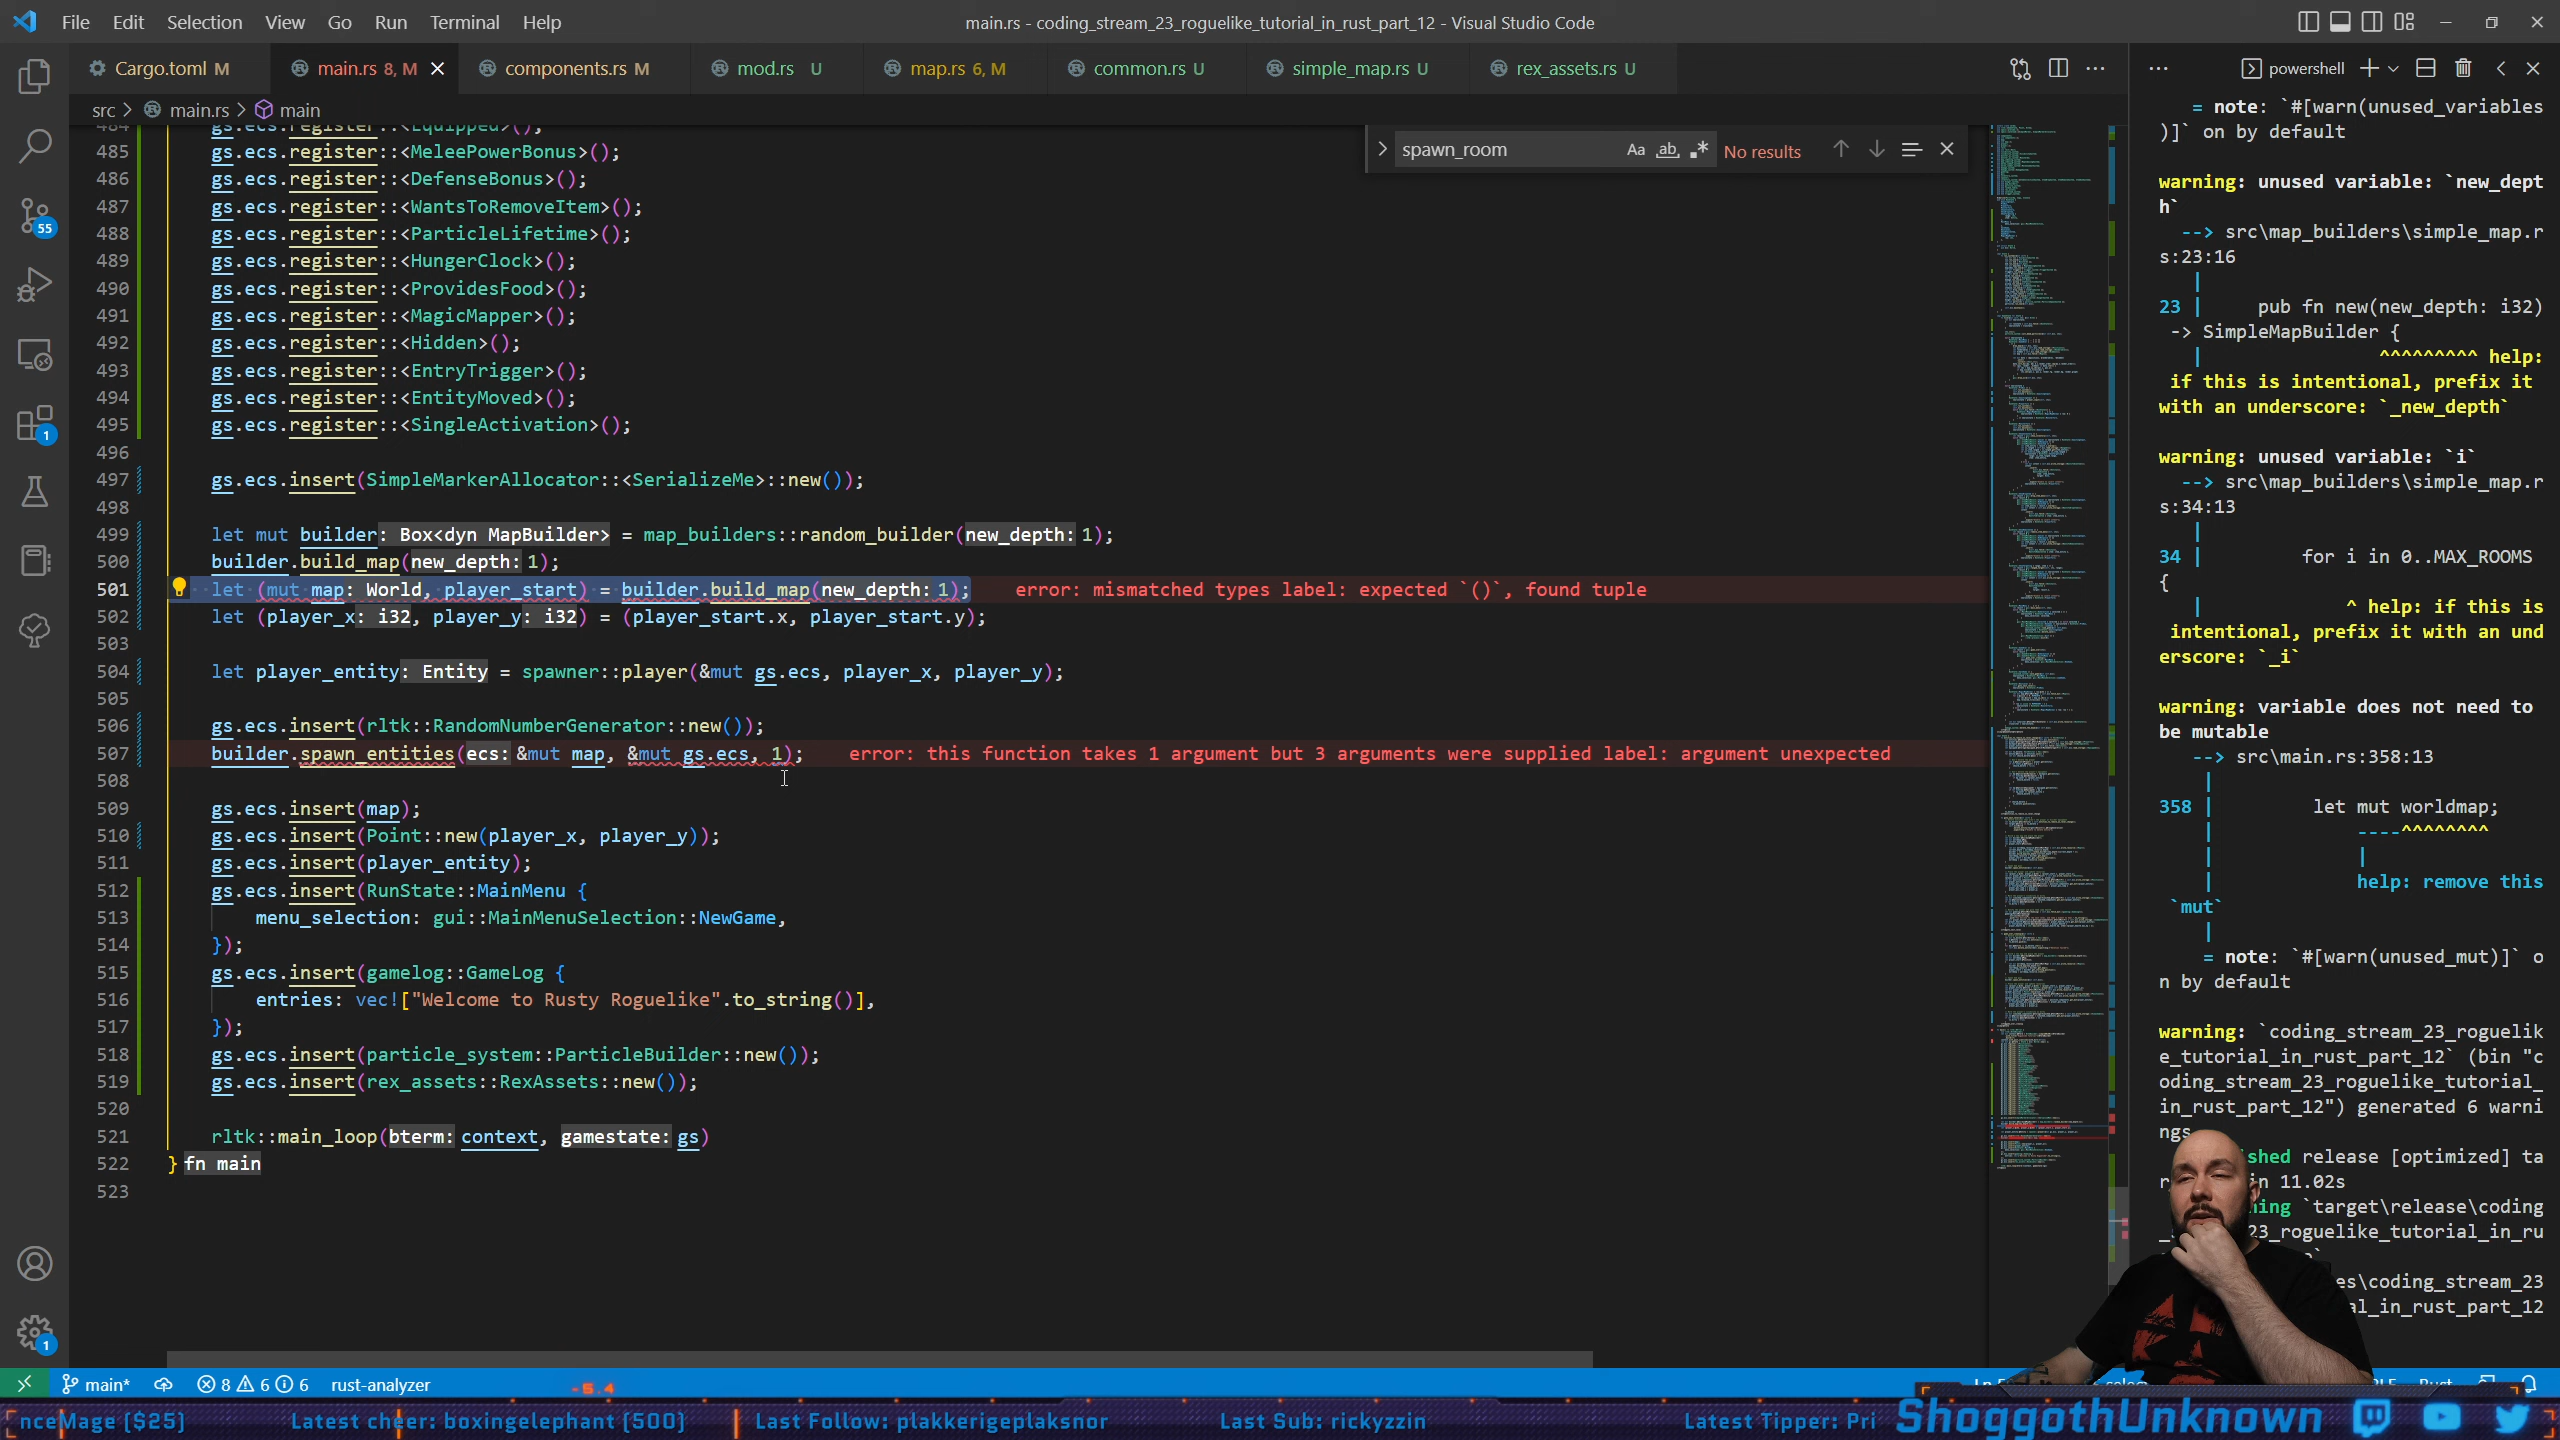 File Edit Selection View Go Run Terminal Help
main.rs - coding_stream_23_roguelike_tutorial_in_rust_part_12 - Visual Studio Code
Cargo.toml M
main.rs 8, M
components.rs M
mod.rs U
map.rs 6, M
common.rs U
simple_map.rs U
rex_assets.rs U
powershell
src > main.rs > main
spawn_room
Aa ab .*
No results
484 gs.ecs.register::<Equipped>();
485 gs.ecs.register::<MeleePowerBonus>();
486 gs.ecs.register::<DefenseBonus>();
487 gs.ecs.register::<WantsToRemoveItem>();
488 gs.ecs.register::<ParticleLifetime>();
489 gs.ecs.register::<HungerClock>();
490 gs.ecs.register::<ProvidesFood>();
491 gs.ecs.register::<MagicMapper>();
492 gs.ecs.register::<Hidden>();
493 gs.ecs.register::<EntryTrigger>();
494 gs.ecs.register::<EntityMoved>();
495 gs.ecs.register::<SingleActivation>();
496
497 gs.ecs.insert(SimpleMarkerAllocator::<SerializeMe>::new());
498
499 let mut builder: Box<dyn MapBuilder> = map_builders::random_builder(new_depth: 1);
500 builder.build_map(new_depth: 1);
501 let (mut map: World, player_start) = builder.build_map(new_depth: 1); error: mismatched types label: expected `()`, found tuple
502 let (player_x: i32, player_y: i32) = (player_start.x, player_start.y);
503
504 let player_entity: Entity = spawner::player(&mut gs.ecs, player_x, player_y);
505
506 gs.ecs.insert(rltk::RandomNumberGenerator::new());
507 builder.spawn_entities(ecs: &mut map, &mut gs.ecs, 1); error: this function takes 1 argument but 3 arguments were supplied label: argument unexpected
508
509 gs.ecs.insert(map);
510 gs.ecs.insert(Point::new(player_x, player_y));
511 gs.ecs.insert(player_entity);
512 gs.ecs.insert(RunState::MainMenu {
513 menu_selection: gui::MainMenuSelection::NewGame,
514 });
515 gs.ecs.insert(gamelog::GameLog {
516 entries: vec!["Welcome to Rusty Roguelike".to_string()],
517 });
518 gs.ecs.insert(particle_system::ParticleBuilder::new());
519 gs.ecs.insert(rex_assets::RexAssets::new());
520
521 rltk::main_loop(bterm: context, gamestate: gs)
522 } fn main
523
= note: `#[warn(unused_variables
)]` on by default
warning: unused variable: `new_dept
h`
--> src\map_builders\simple_map.r
s:23:16
|
23 | pub fn new(new_depth: i32)
-> SimpleMapBuilder {
| ^^^^^^^^^ help:
if this is intentional, prefix it
with an underscore: `_new_depth`
warning: unused variable: `i`
--> src\map_builders\simple_map.r
s:34:13
|
34 | for i in 0..MAX_ROOMS
{
| ^ help: if this is
intentional, prefix it with an und
erscore: `_i`
warning: variable does not need to
be mutable
--> src\main.rs:358:13
|
358 | let mut worldmap;
| ----^^^^^^^^
| |
| help: remove this
`mut`
|
= note: `#[warn(unused_mut)]` o
n by default
warning: `coding_stream_23_roguelik
e_tutorial_in_rust_part_12` (bin "c
oding_stream_23_roguelike_tutorial_
in_rust_part_12") generated 6 warni
ngs
shed release [optimized] ta
r n 11.02s
ing `target\release\coding
23_roguelike_tutorial_in_ru
es\coding_stream_23
al_in_rust_part_12
55
1
1
main* 8 6 6 rust-analyzer
-5.4
nceMage ($25) Latest cheer: boxingelephant (500) Last Follow: plakkerigeplaksnor Last Sub: rickyzzin Latest Tipper: Pri ShoggothUnknown